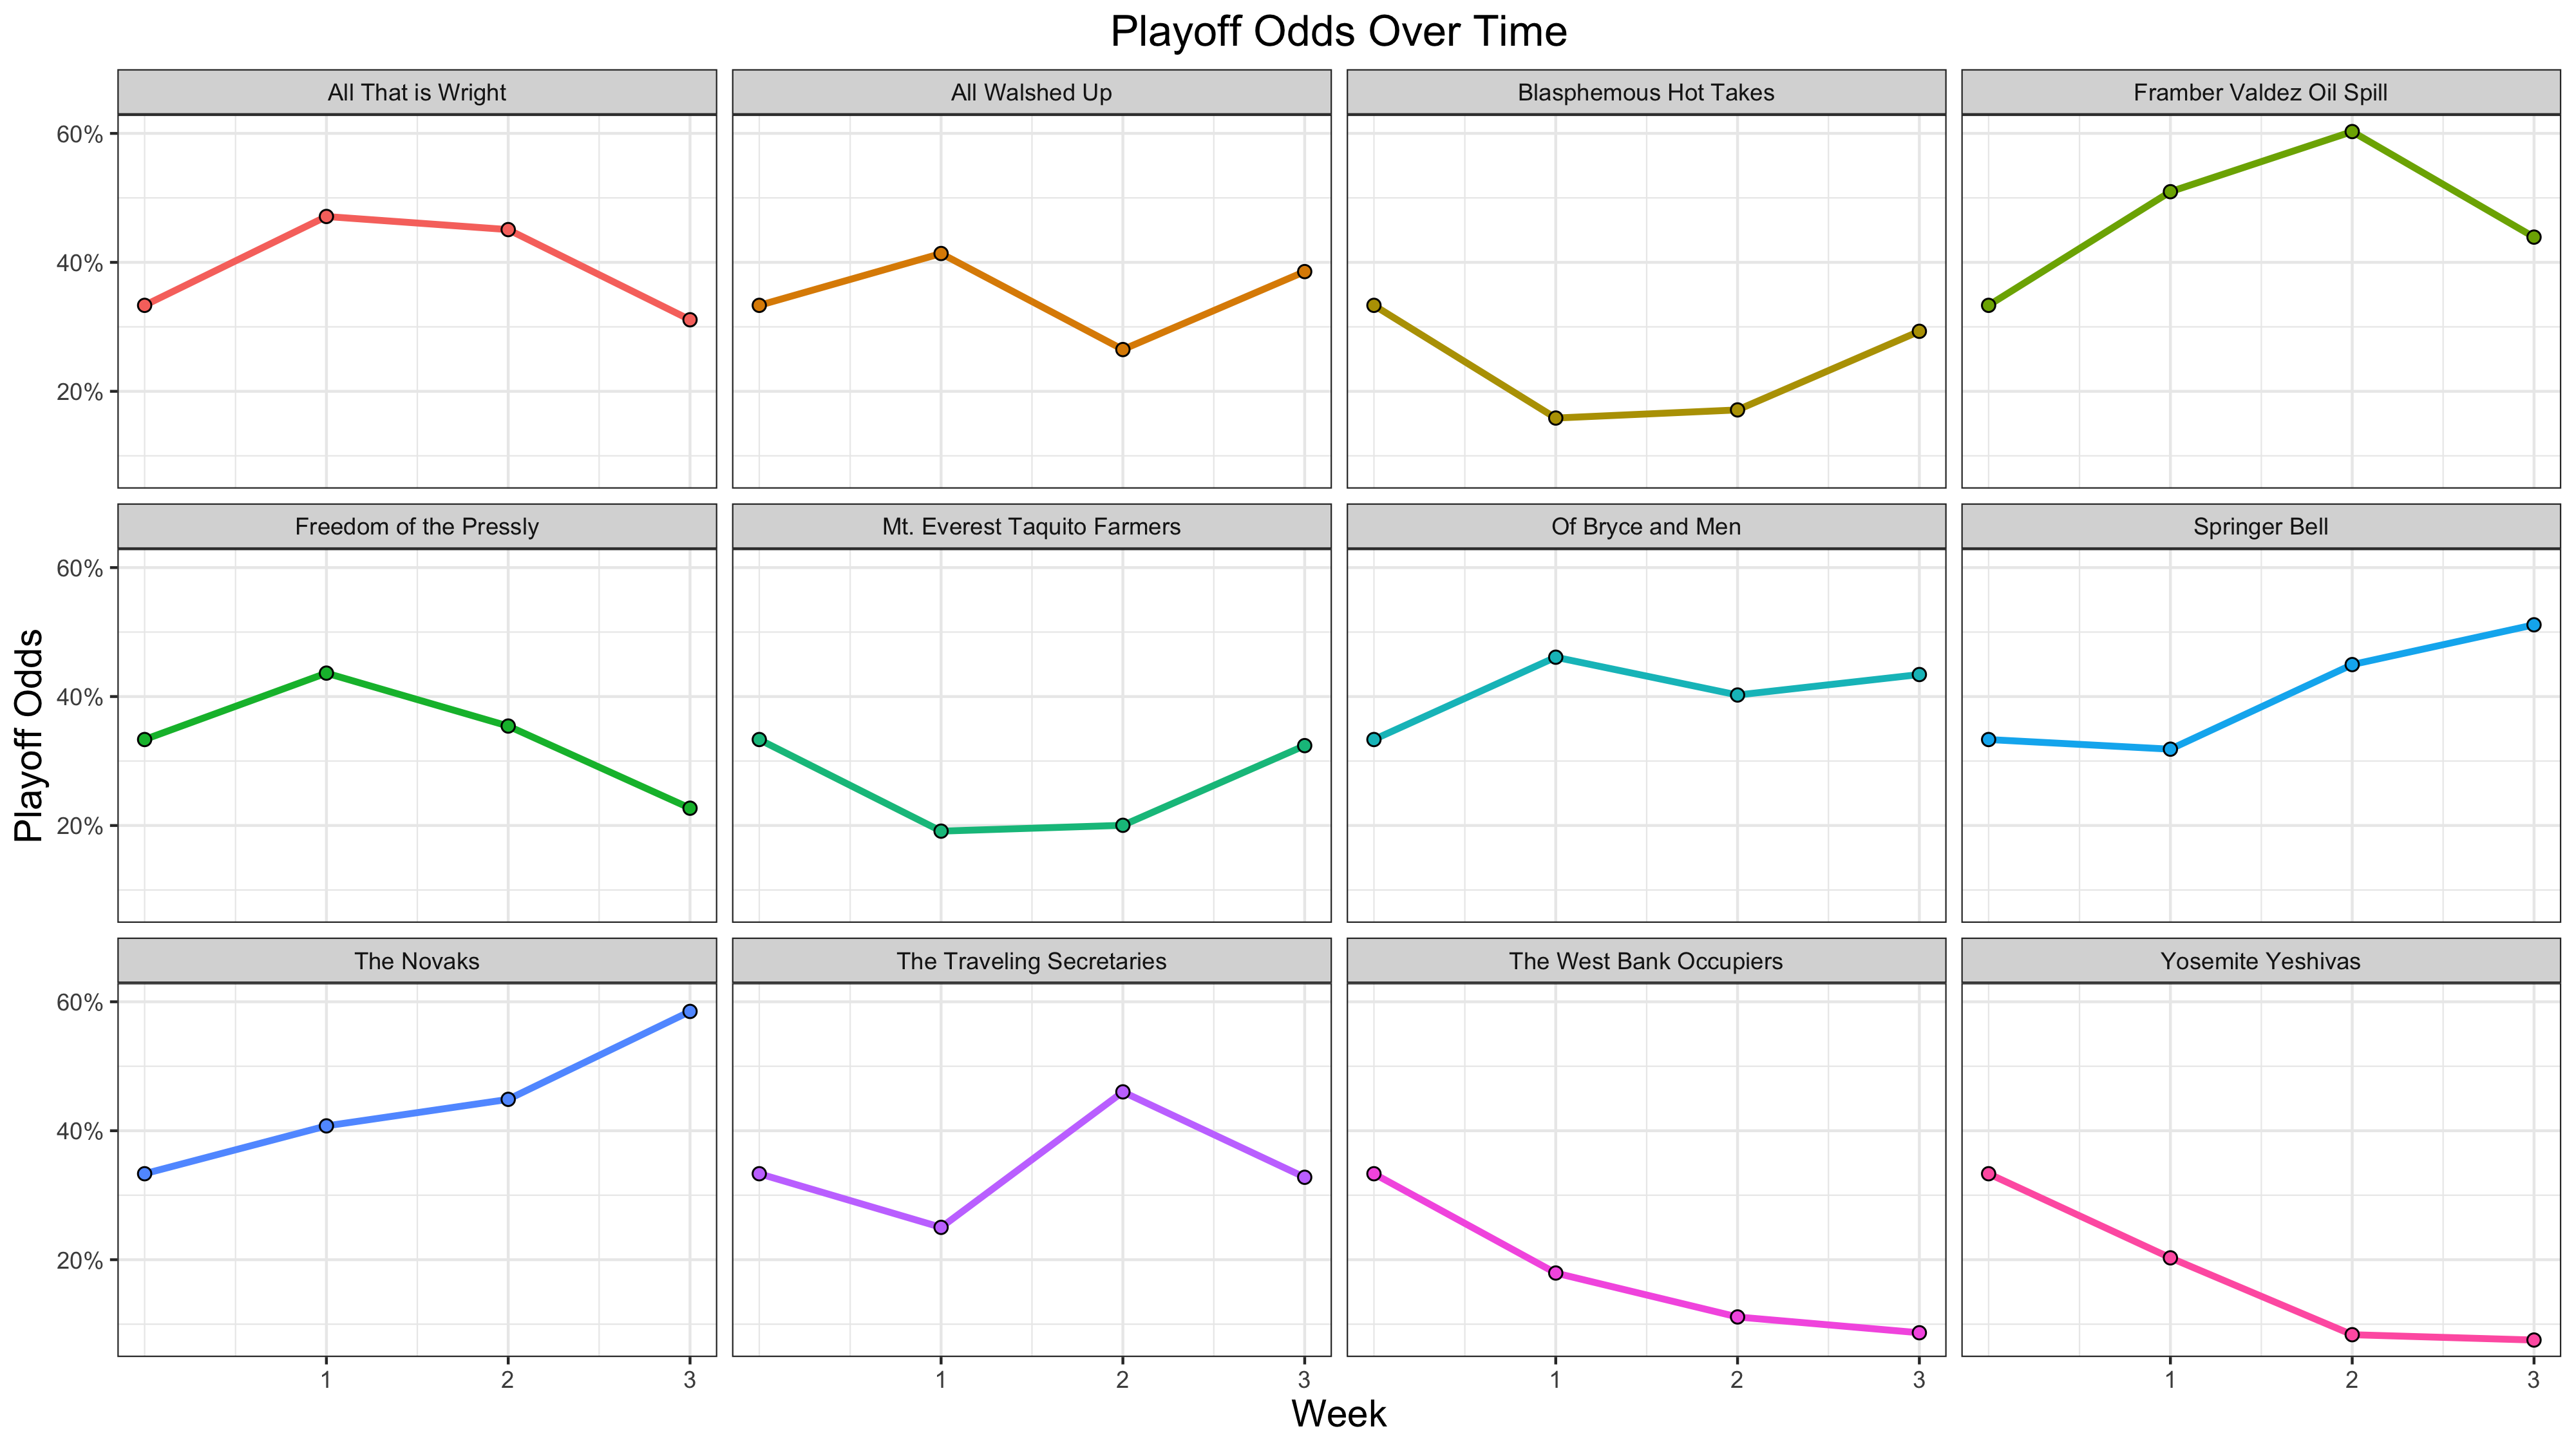 Playoff Odds Over Time
All That is Wright
All Walshed Up
Blasphemous Hot Takes
Framber Valdez Oil Spill
60%
40%
20%
Freedom of the Pressly
Mt. Everest Taquito Farmers
Of Bryce and Men
Springer Bell
60%
40%
20%
Playoff Odds
The Novaks
The Traveling Secretaries
The West Bank Occupiers
Yosemite Yeshivas
60%
40%
20%
1 2 3 1 2 3 1 2 3 1 2 3
Week